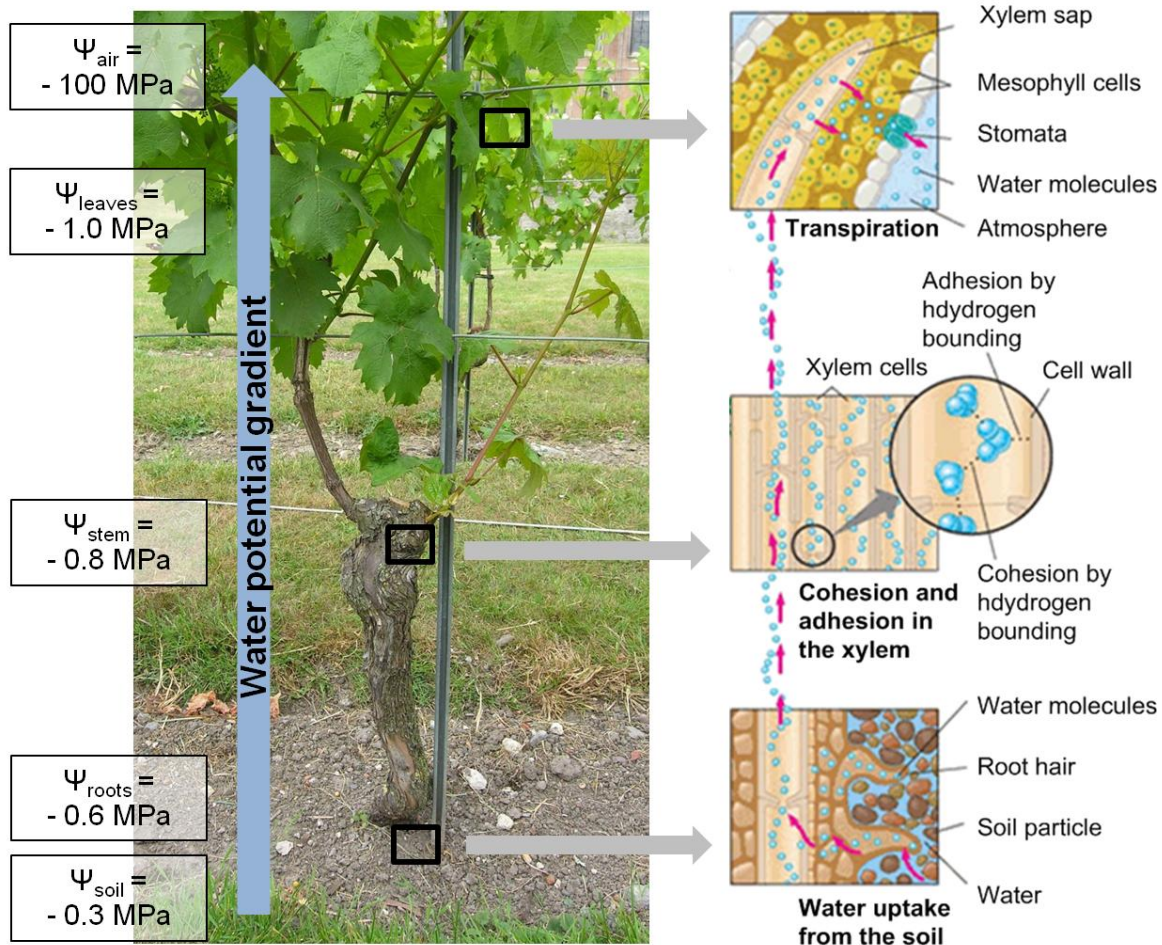 Ψair =
- 100 MPa
Ψleaves =
- 1.0 MPa
Ψstem =
- 0.8 MPa
Ψroots =
- 0.6 MPa
Ψsoil =
- 0.3 MPa
Water potential gradient
Xylem sap
Mesophyll cells
Stomata
Water molecules
Atmosphere
Transpiration
Adhesion by
hdydrogen
bounding
Xylem cells
Cell wall
Cohesion by
hdydrogen
bounding
Cohesion and
adhesion in
the xylem
Water molecules
Root hair
Soil particle
Water
Water uptake
from the soil